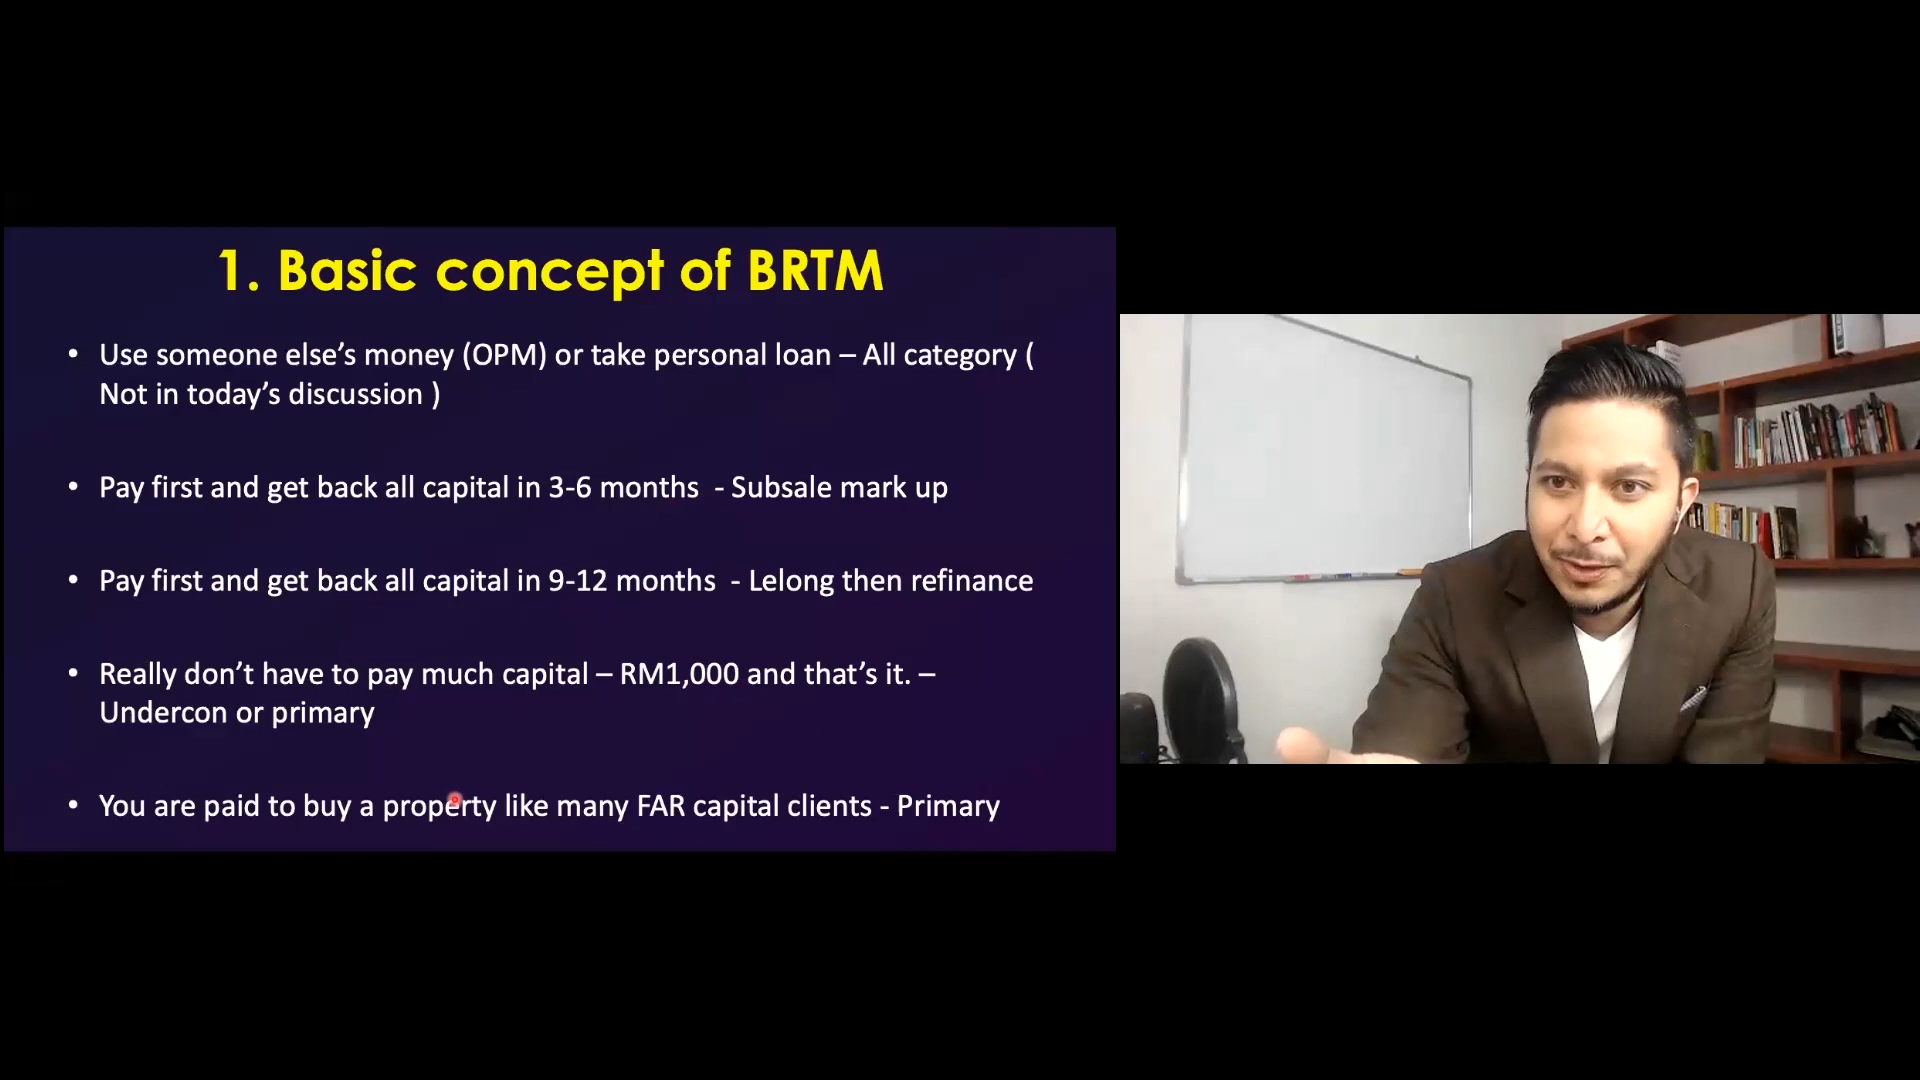 1. Basic concept of BRTM
• Use someone else’s money (OPM) or take personal loan – All category (
Not in today’s discussion )
• Pay first and get back all capital in 3-6 months  - Subsale mark up
• Pay first and get back all capital in 9-12 months  - Lelong then refinance
• Really don’t have to pay much capital – RM1,000 and that’s it. –
Undercon or primary
• You are paid to buy a property like many FAR capital clients - Primary